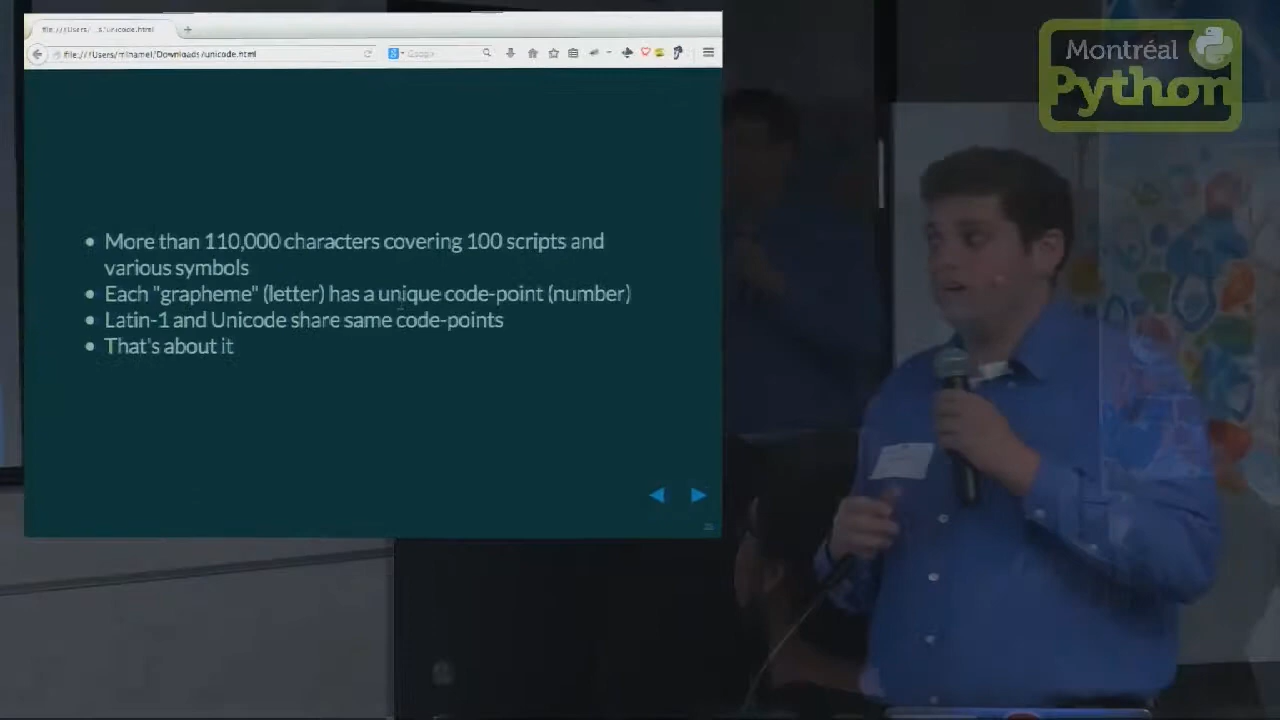 file:///Users/ ...s/unicode.html
file:///Users/mhamel/Downloads/unicode.html
Google
Montréal
Python
More than 110,000 characters covering 100 scripts and
various symbols
Each "grapheme" (letter) has a unique code-point (number)
Latin-1 and Unicode share same code-points
That's about it